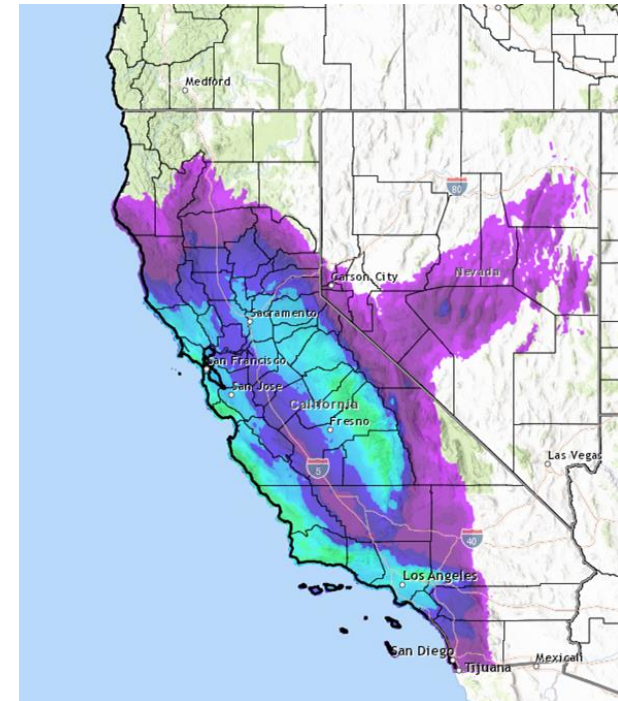 Medford
80
Carson City
Nevada
Sacramento
San Francisco
San Jose
California
Fresno
5
Las Vegas
40
Los Angeles
San Diego
Tijuana
Mexicali